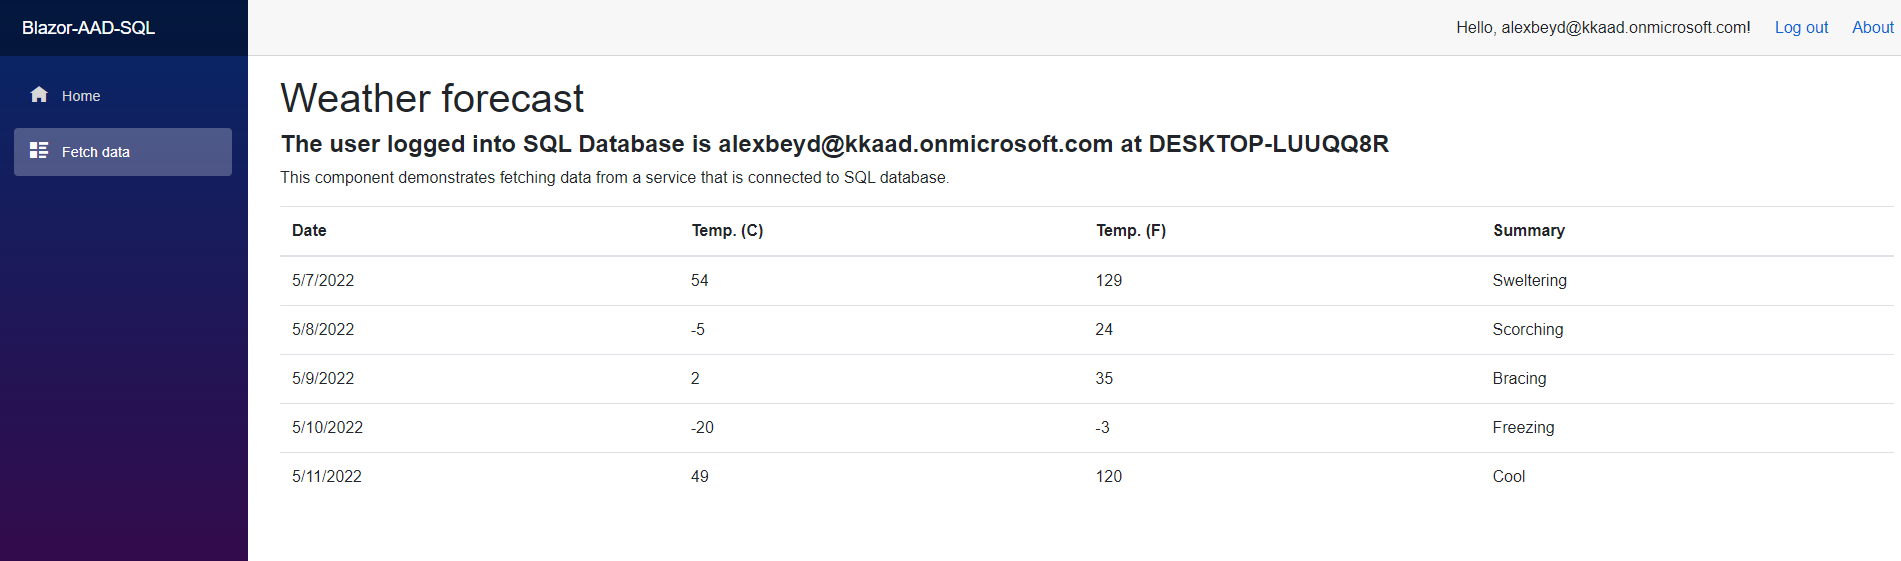 Blazor-AAD-SQL
Hello, alexbeyd@kkaad.onmicrosoft.com! Log out About
Home
Fetch data
Weather forecast
The user logged into SQL Database is alexbeyd@kkaad.onmicrosoft.com at DESKTOP-LUUQQ8R
This component demonstrates fetching data from a service that is connected to SQL database.
Date Temp. (C) Temp. (F) Summary
5/7/2022 54 129 Sweltering
5/8/2022 -5 24 Scorching
5/9/2022 2 35 Bracing
5/10/2022 -20 -3 Freezing
5/11/2022 49 120 Cool